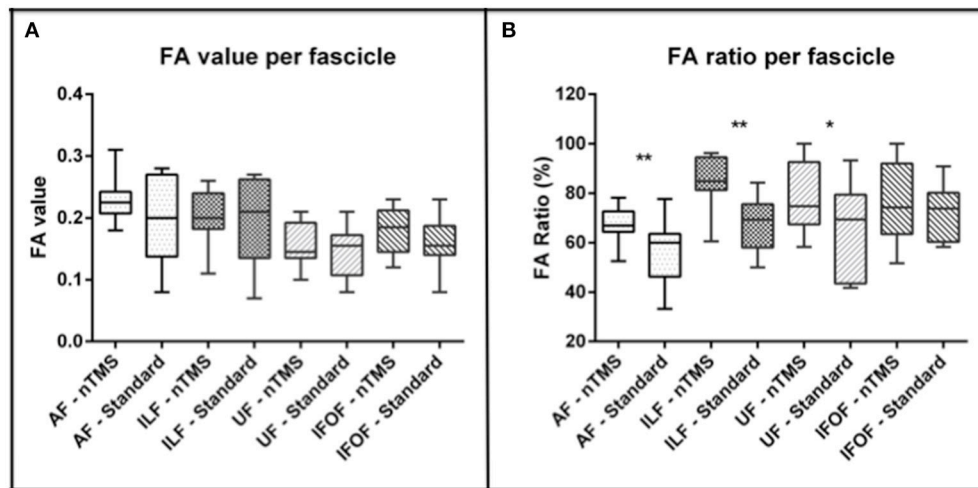 A
FA value per fascicle
FA value
0.4
0.3
0.2
0.1
0.0
AF - nTMS
AF - Standard
ILF - nTMS
ILF - Standard
UF - nTMS
UF - Standard
IFOF - nTMS
IFOF - Standard
B
FA ratio per fascicle
FA Ratio (%)
120
100
80
60
40
20
**
**
*
AF - nTMS
AF - Standard
ILF - nTMS
ILF - Standard
UF - nTMS
UF - Standard
IFOF - nTMS
IFOF - Standard